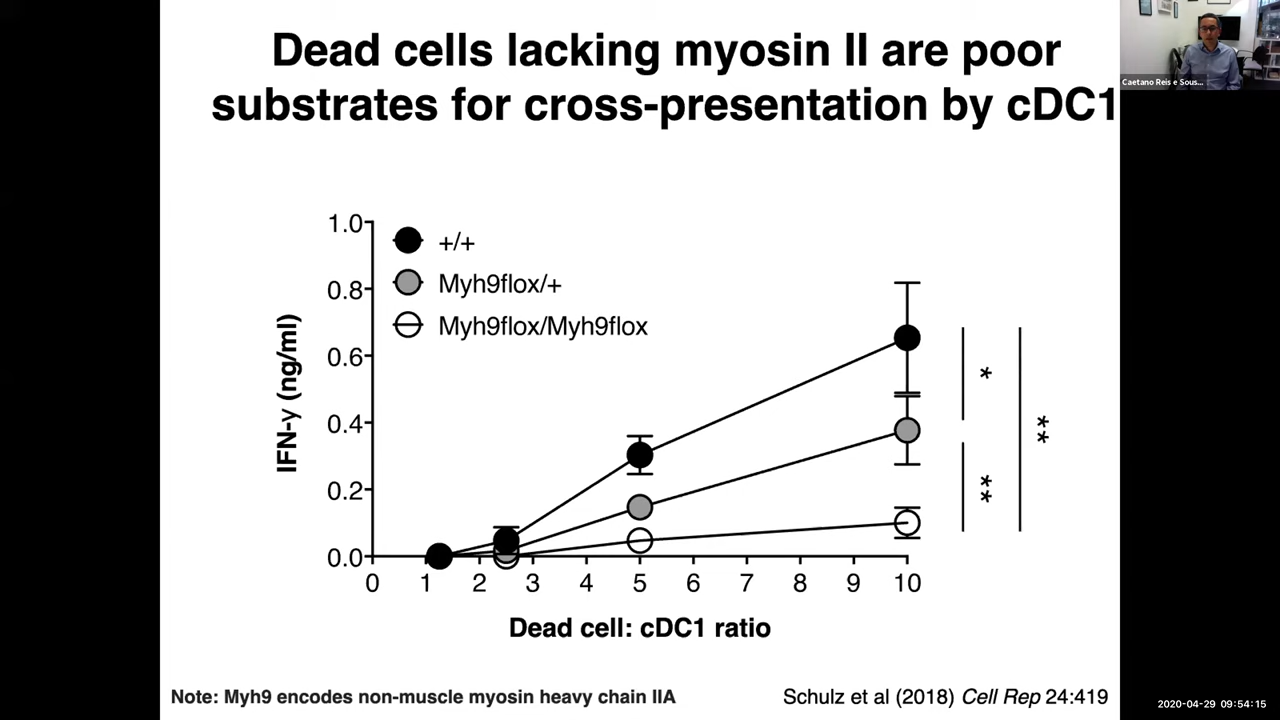 Dead cells lacking myosin II are poor
substrates for cross-presentation by cDC1
Caetano Reis e Sous...
1.0
0.8
0.6
0.4
0.2
0.0
IFN-γ (ng/ml)
+/+
Myh9flox/+
Myh9flox/Myh9flox
*
**
**
0 1 2 3 4 5 6 7 8 9 10
Dead cell: cDC1 ratio
Note: Myh9 encodes non-muscle myosin heavy chain IIA
Schulz et al (2018) Cell Rep 24:419
2020-04-29 09:54:15